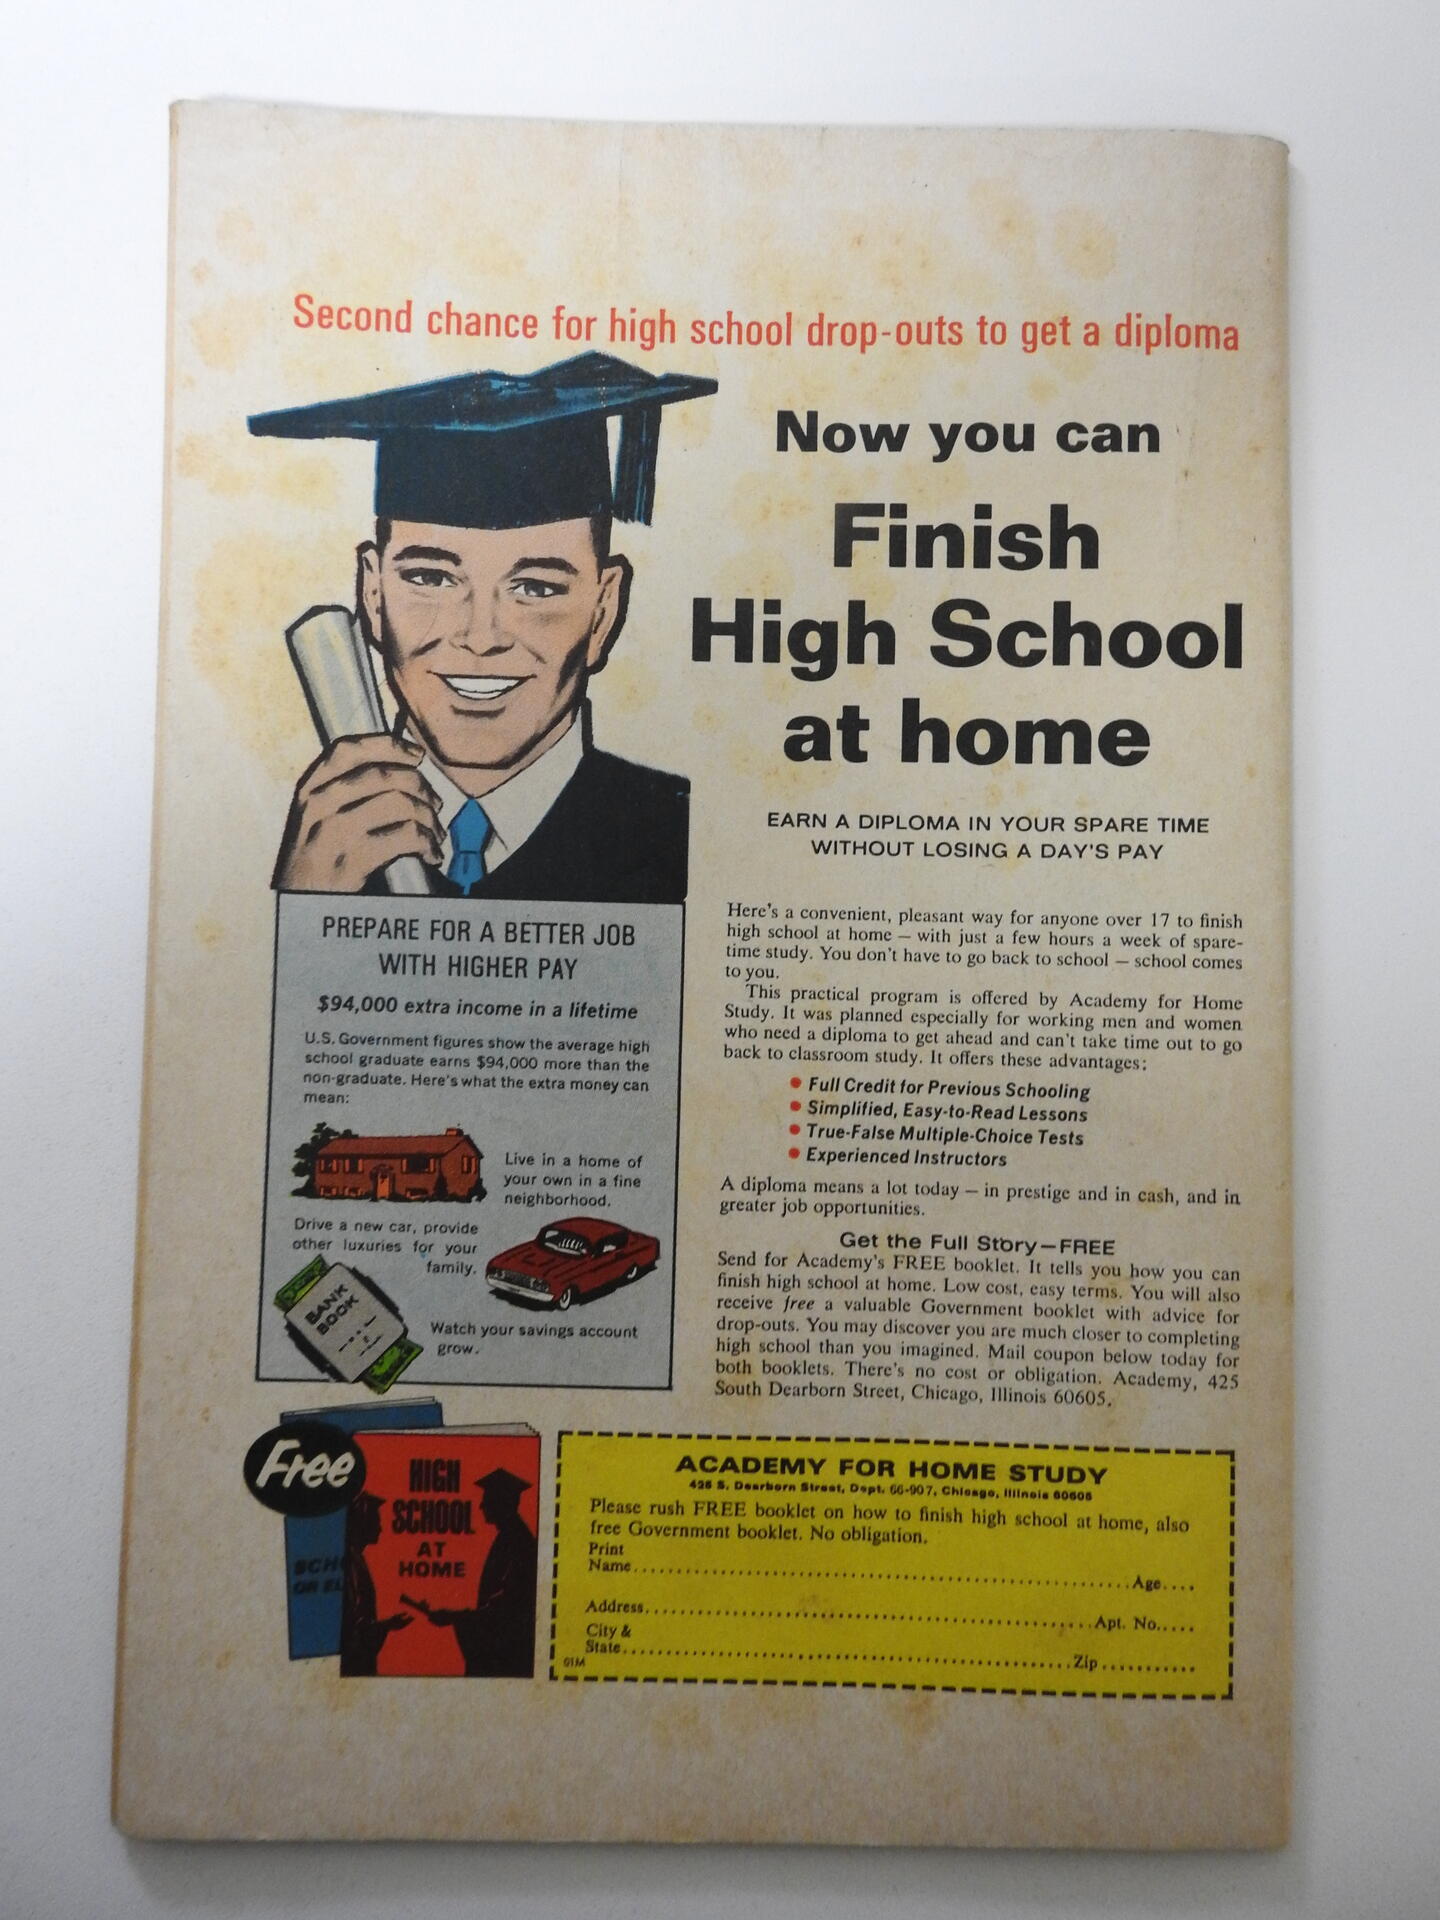 Second chance for high school drop-outs to get a diploma
Now you can
Finish
High School
at home
EARN A DIPLOMA IN YOUR SPARE TIME
WITHOUT LOSING A DAY'S PAY
PREPARE FOR A BETTER JOB
WITH HIGHER PAY
$94,000 extra income in a lifetime
U.S. Government figures show the average high
school graduate earns $94,000 more than the
non-graduate. Here's what the extra money can
mean:
Live in a home of
your own in a fine
neighborhood.
Drive a new car, provide
other luxuries for your
family.
BANK
BOOK
Watch your savings account
grow.
Here's a convenient, pleasant way for anyone over 17 to finish
high school at home — with just a few hours a week of spare-
time study. You don't have to go back to school — school comes
to you.
This practical program is offered by Academy for Home
Study. It was planned especially for working men and women
who need a diploma to get ahead and can't take time out to go
back to classroom study. It offers these advantages:
• Full Credit for Previous Schooling
• Simplified, Easy-to-Read Lessons
• True-False Multiple-Choice Tests
• Experienced Instructors
A diploma means a lot today — in prestige and in cash, and in
greater job opportunities.
Get the Full Story—FREE
Send for Academy's FREE booklet. It tells you how you can
finish high school at home. Low cost, easy terms. You will also
receive free a valuable Government booklet with advice for
drop-outs. You may discover you are much closer to completing
high school than you imagined. Mail coupon below today for
both booklets. There's no cost or obligation. Academy, 425
South Dearborn Street, Chicago, Illinois 60605.
Free
SCH
OR EL
HIGH
SCHOOL
AT
HOME
ACADEMY FOR HOME STUDY
425 S. Dearborn Street, Dept. 66-907, Chicago, Illinois 60605
Please rush FREE booklet on how to finish high school at home, also
free Government booklet. No obligation.
Print
Name.......................................................Age....
Address..................................................Apt. No.....
City &
State..................................................Zip...........
01M